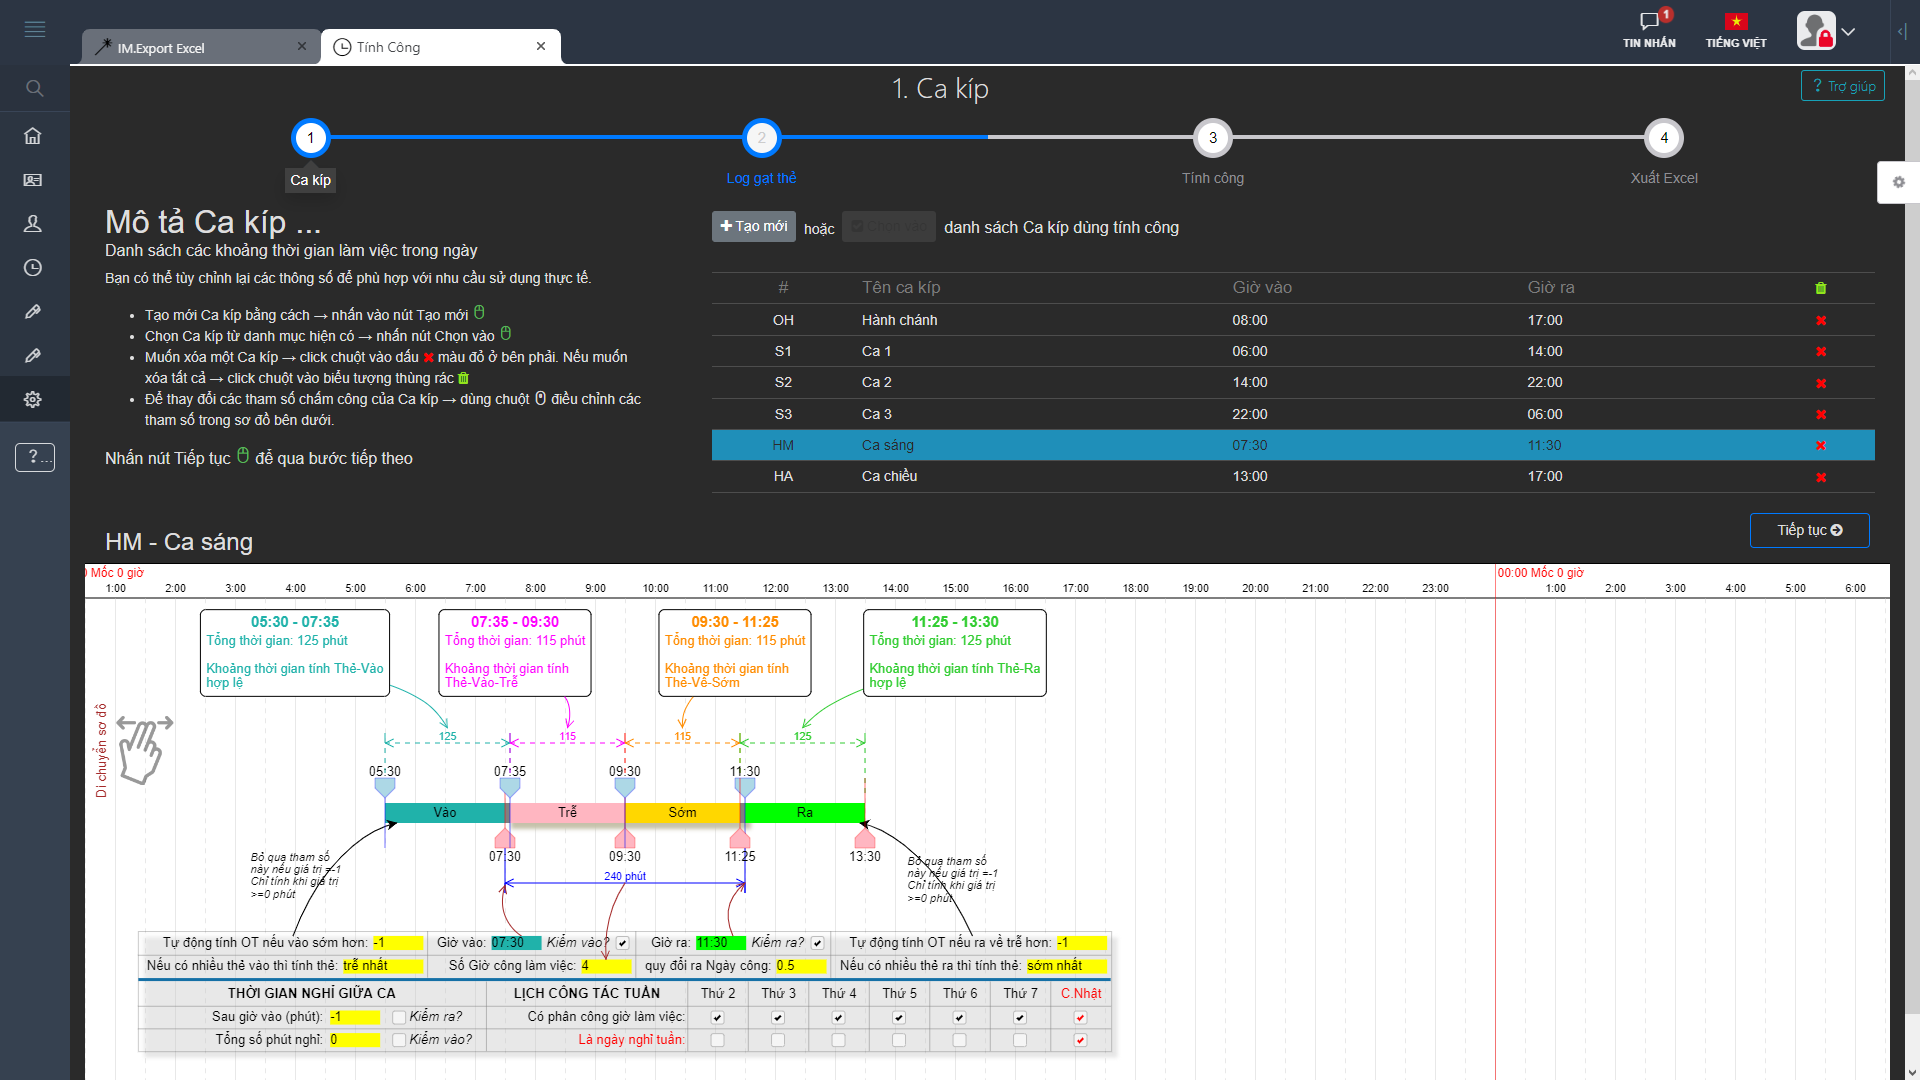 IM.Export Excel
Tính Công
1
TIN NHẮN
TIẾNG VIỆT
1. Ca kíp
? Trợ giúp
1
2
3
4
Ca kíp
Log gạt thẻ
Tính công
Xuất Excel
Mô tả Ca kíp ...
Danh sách các khoảng thời gian làm việc trong ngày
Bạn có thể tùy chỉnh lại các thông số để phù hợp với nhu cầu sử dụng thực tế.
• Tạo mới Ca kíp bằng cách → nhấn vào nút Tạo mới
• Chọn Ca kíp từ danh mục hiện có → nhấn nút Chọn vào
• Muốn xóa một Ca kíp → click chuột vào dấu ✖ màu đỏ ở bên phải. Nếu muốn
xóa tất cả → click chuột vào biểu tượng thùng rác
• Để thay đổi các tham số chấm công của Ca kíp → dùng chuột điều chỉnh các
tham số trong sơ đồ bên dưới.
Nhấn nút Tiếp tục để qua bước tiếp theo
? ...
Tạo mới hoặc Chọn vào danh sách Ca kíp dùng tính công
# Tên ca kíp Giờ vào Giờ ra
OH Hành chánh 08:00 17:00
S1 Ca 1 06:00 14:00
S2 Ca 2 14:00 22:00
S3 Ca 3 22:00 06:00
HM Ca sáng 07:30 11:30
HA Ca chiều 13:00 17:00
Tiếp tục
HM - Ca sáng
0 Mốc 0 giờ
00:00 Mốc 0 giờ
1:00 2:00 3:00 4:00 5:00 6:00 7:00 8:00 9:00 10:00 11:00 12:00 13:00 14:00 15:00 16:00 17:00 18:00 19:00 20:00 21:00 22:00 23:00 1:00 2:00 3:00 4:00 5:00 6:00
05:30 - 07:35
Tổng thời gian: 125 phút
Khoảng thời gian tính Thẻ-Vào
hợp lệ
07:35 - 09:30
Tổng thời gian: 115 phút
Khoảng thời gian tính
Thẻ-Vào-Trễ
09:30 - 11:25
Tổng thời gian: 115 phút
Khoảng thời gian tính
Thẻ-Về-Sớm
11:25 - 13:30
Tổng thời gian: 125 phút
Khoảng thời gian tính Thẻ-Ra
hợp lệ
Di chuyển sơ đồ
125 115 115 125
05:30 07:35 09:30 11:30
Vào Trễ Sớm Ra
07:30 09:30 11:25 13:30
240 phút
Bỏ qua tham số
này nếu giá trị =-1
Chỉ tính khi giá trị
>=0 phút
Bỏ qua tham số
này nếu giá trị =-1
Chỉ tính khi giá trị
>=0 phút
Tự động tính OT nếu vào sớm hơn: -1 Giờ vào: 07:30 Kiểm vào? Giờ ra: 11:30 Kiểm ra? Tự động tính OT nếu ra về trễ hơn: -1
Nếu có nhiều thẻ vào thì tính thẻ: trễ nhất Số Giờ công làm việc: 4 quy đổi ra Ngày công: 0.5 Nếu có nhiều thẻ ra thì tính thẻ: sớm nhất
THỜI GIAN NGHỈ GIỮA CA LỊCH CÔNG TÁC TUẦN Thứ 2 Thứ 3 Thứ 4 Thứ 5 Thứ 6 Thứ 7 C.Nhật
Sau giờ vào (phút): -1 Kiểm ra? Có phân công giờ làm việc:
Tổng số phút nghỉ: 0 Kiểm vào? Là ngày nghỉ tuần: